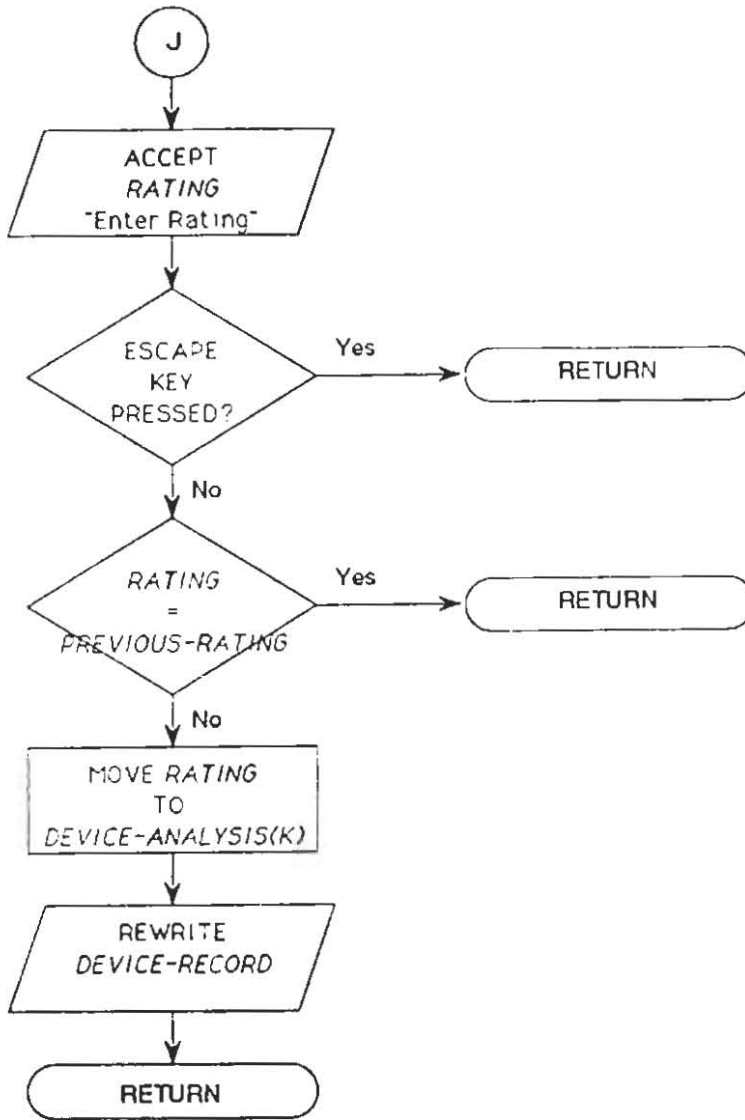 J
ACCEPT
RATING
"Enter Rating"
ESCAPE
KEY
PRESSED?
Yes
RETURN
No
RATING
=
PREVIOUS-RATING
Yes
RETURN
No
MOVE RATING
TO
DEVICE-ANALYSIS(K)
REWRITE
DEVICE-RECORD
RETURN